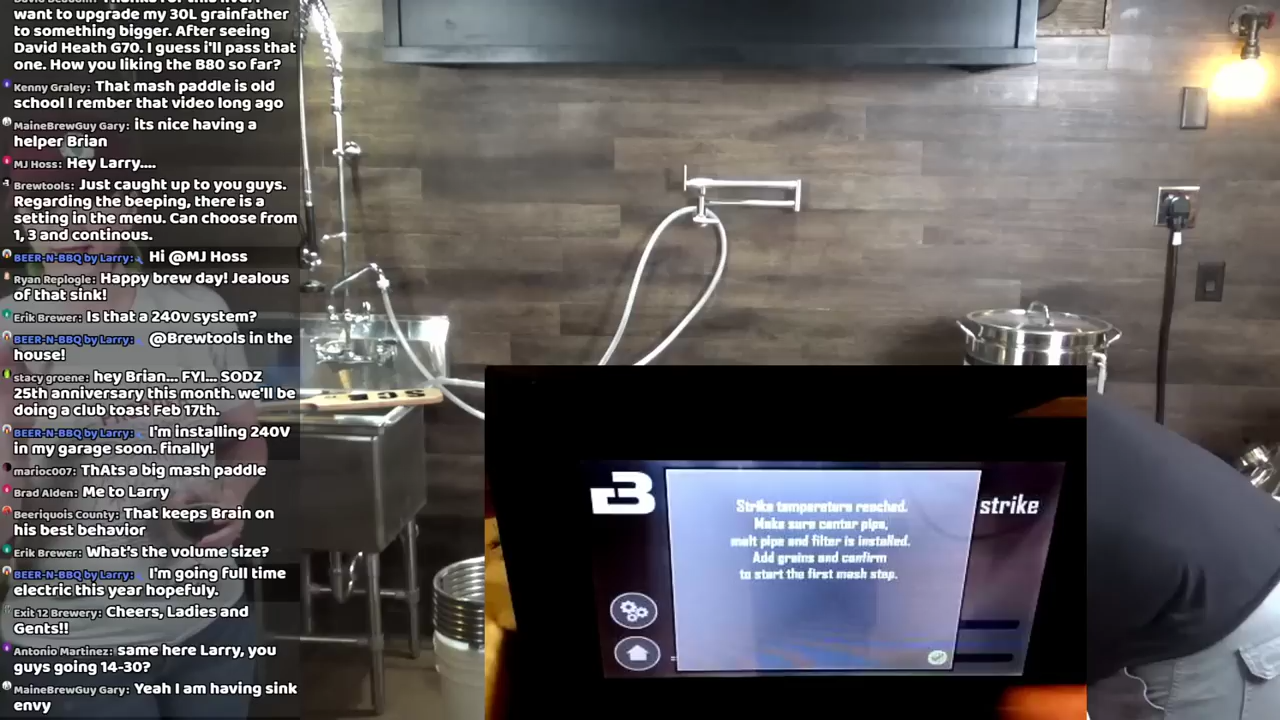 want to upgrade my 30L grainfather
to something bigger. After seeing
David Heath G70. I guess i'll pass that
one. How you liking the B80 so far?
Kenny Graley: That mash paddle is old
school I rember that video long ago
MaineBrewGuy Gary: its nice having a
helper Brian
MJ Hoss: Hey Larry....
Brewtools: Just caught up to you guys.
Regarding the beeping, there is a
setting in the menu. Can choose from
1, 3 and continous.
BEER-N-BBQ by Larry: Hi @MJ Hoss
Ryan Replogle: Happy brew day! Jealous
of that sink!
Erik Brewer: Is that a 240v system?
BEER-N-BBQ by Larry: @Brewtools in the
house!
stacy groene: hey Brian... FYI... SODZ
25th anniversary this month. we'll be
doing a club toast Feb 17th.
BEER-N-BBQ by Larry: I'm installing 240V
in my garage soon. finally!
marioc007: ThAts a big mash paddle
Brad Alden: Me to Larry
Beeriquois County: That keeps Brain on
his best behavior
Erik Brewer: What's the volume size?
BEER-N-BBQ by Larry: I'm going full time
electric this year hopefuly.
Exit 12 Brewery: Cheers, Ladies and
Gents!!
Antonio Martinez: same here Larry, you
guys going 14-30?
MaineBrewGuy Gary: Yeah I am having sink
envy
B
Strike temperature reached.
Make sure center pipe,
malt pipe and filter is installed.
Add grains and confirm
to start the first mash step.
strike